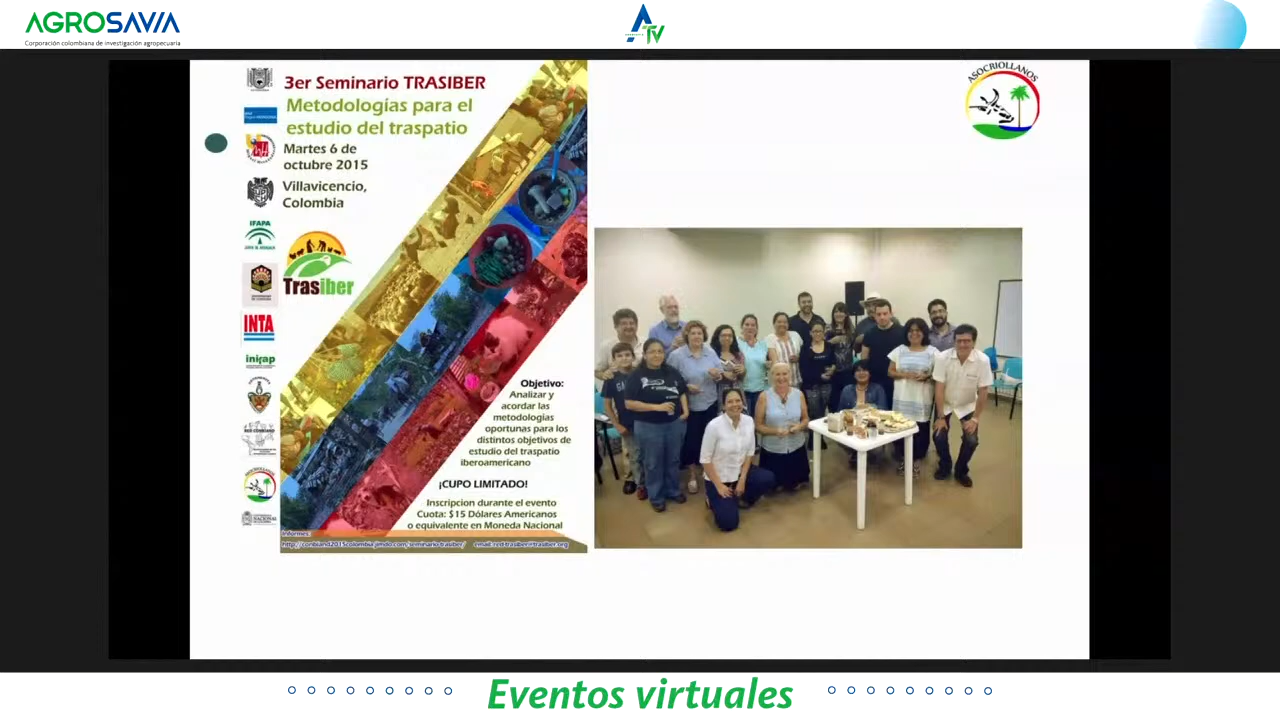 AGROSAVIA
Corporación colombiana de investigación agropecuaria
ATV
3er Seminario TRASIBER
Metodologías para el
estudio del traspatio
Martes 6 de
octubre 2015
Villavicencio,
Colombia
IFAPA
Trasiber
INTA
inifap
Objetivo:
Analizar y
acordar las
metodologías
oportunas para los
distintos objetivos de
estudio del traspatio
iberoamericano
¡CUPO LIMITADO!
Inscripcion durante el evento
Cuota: $15 Dólares Americanos
o equivalente en Moneda Nacional
Informes:
ASOCRIOLLANOS
Eventos virtuales